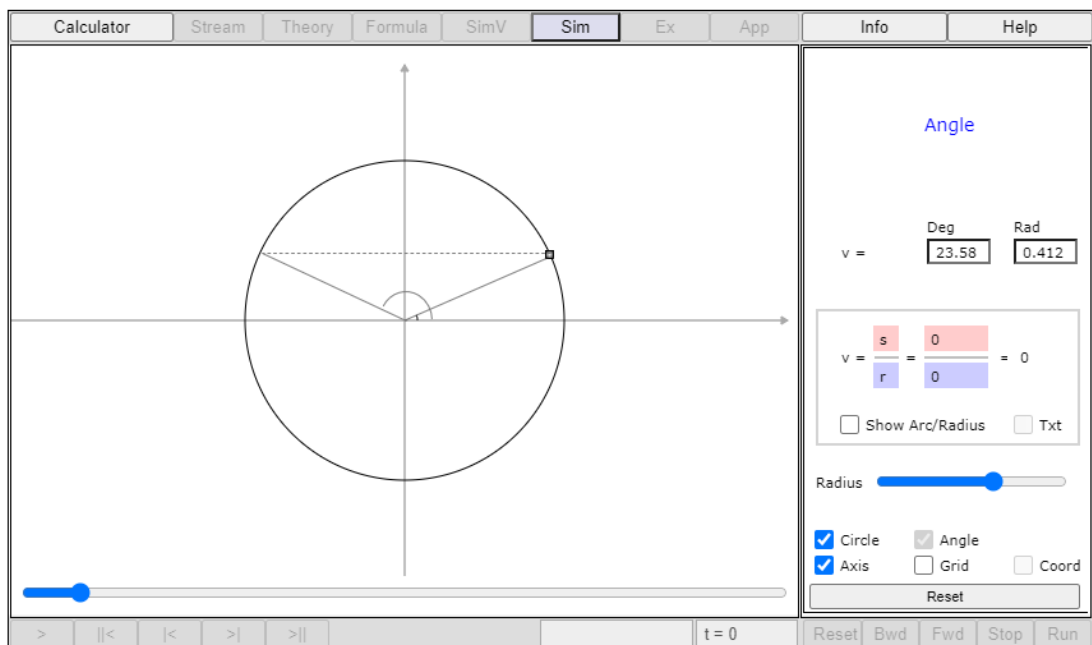 Calculator Stream Theory Formula SimV Sim Ex App Info Help
Angle
Deg Rad
v = 23.58 0.412
s 0
v = = = 0
r 0
Show Arc/Radius Txt
Radius
Circle Angle
Axis Grid Coord
Reset
> ||< |< >| >|| t = 0 Reset Bwd Fwd Stop Run